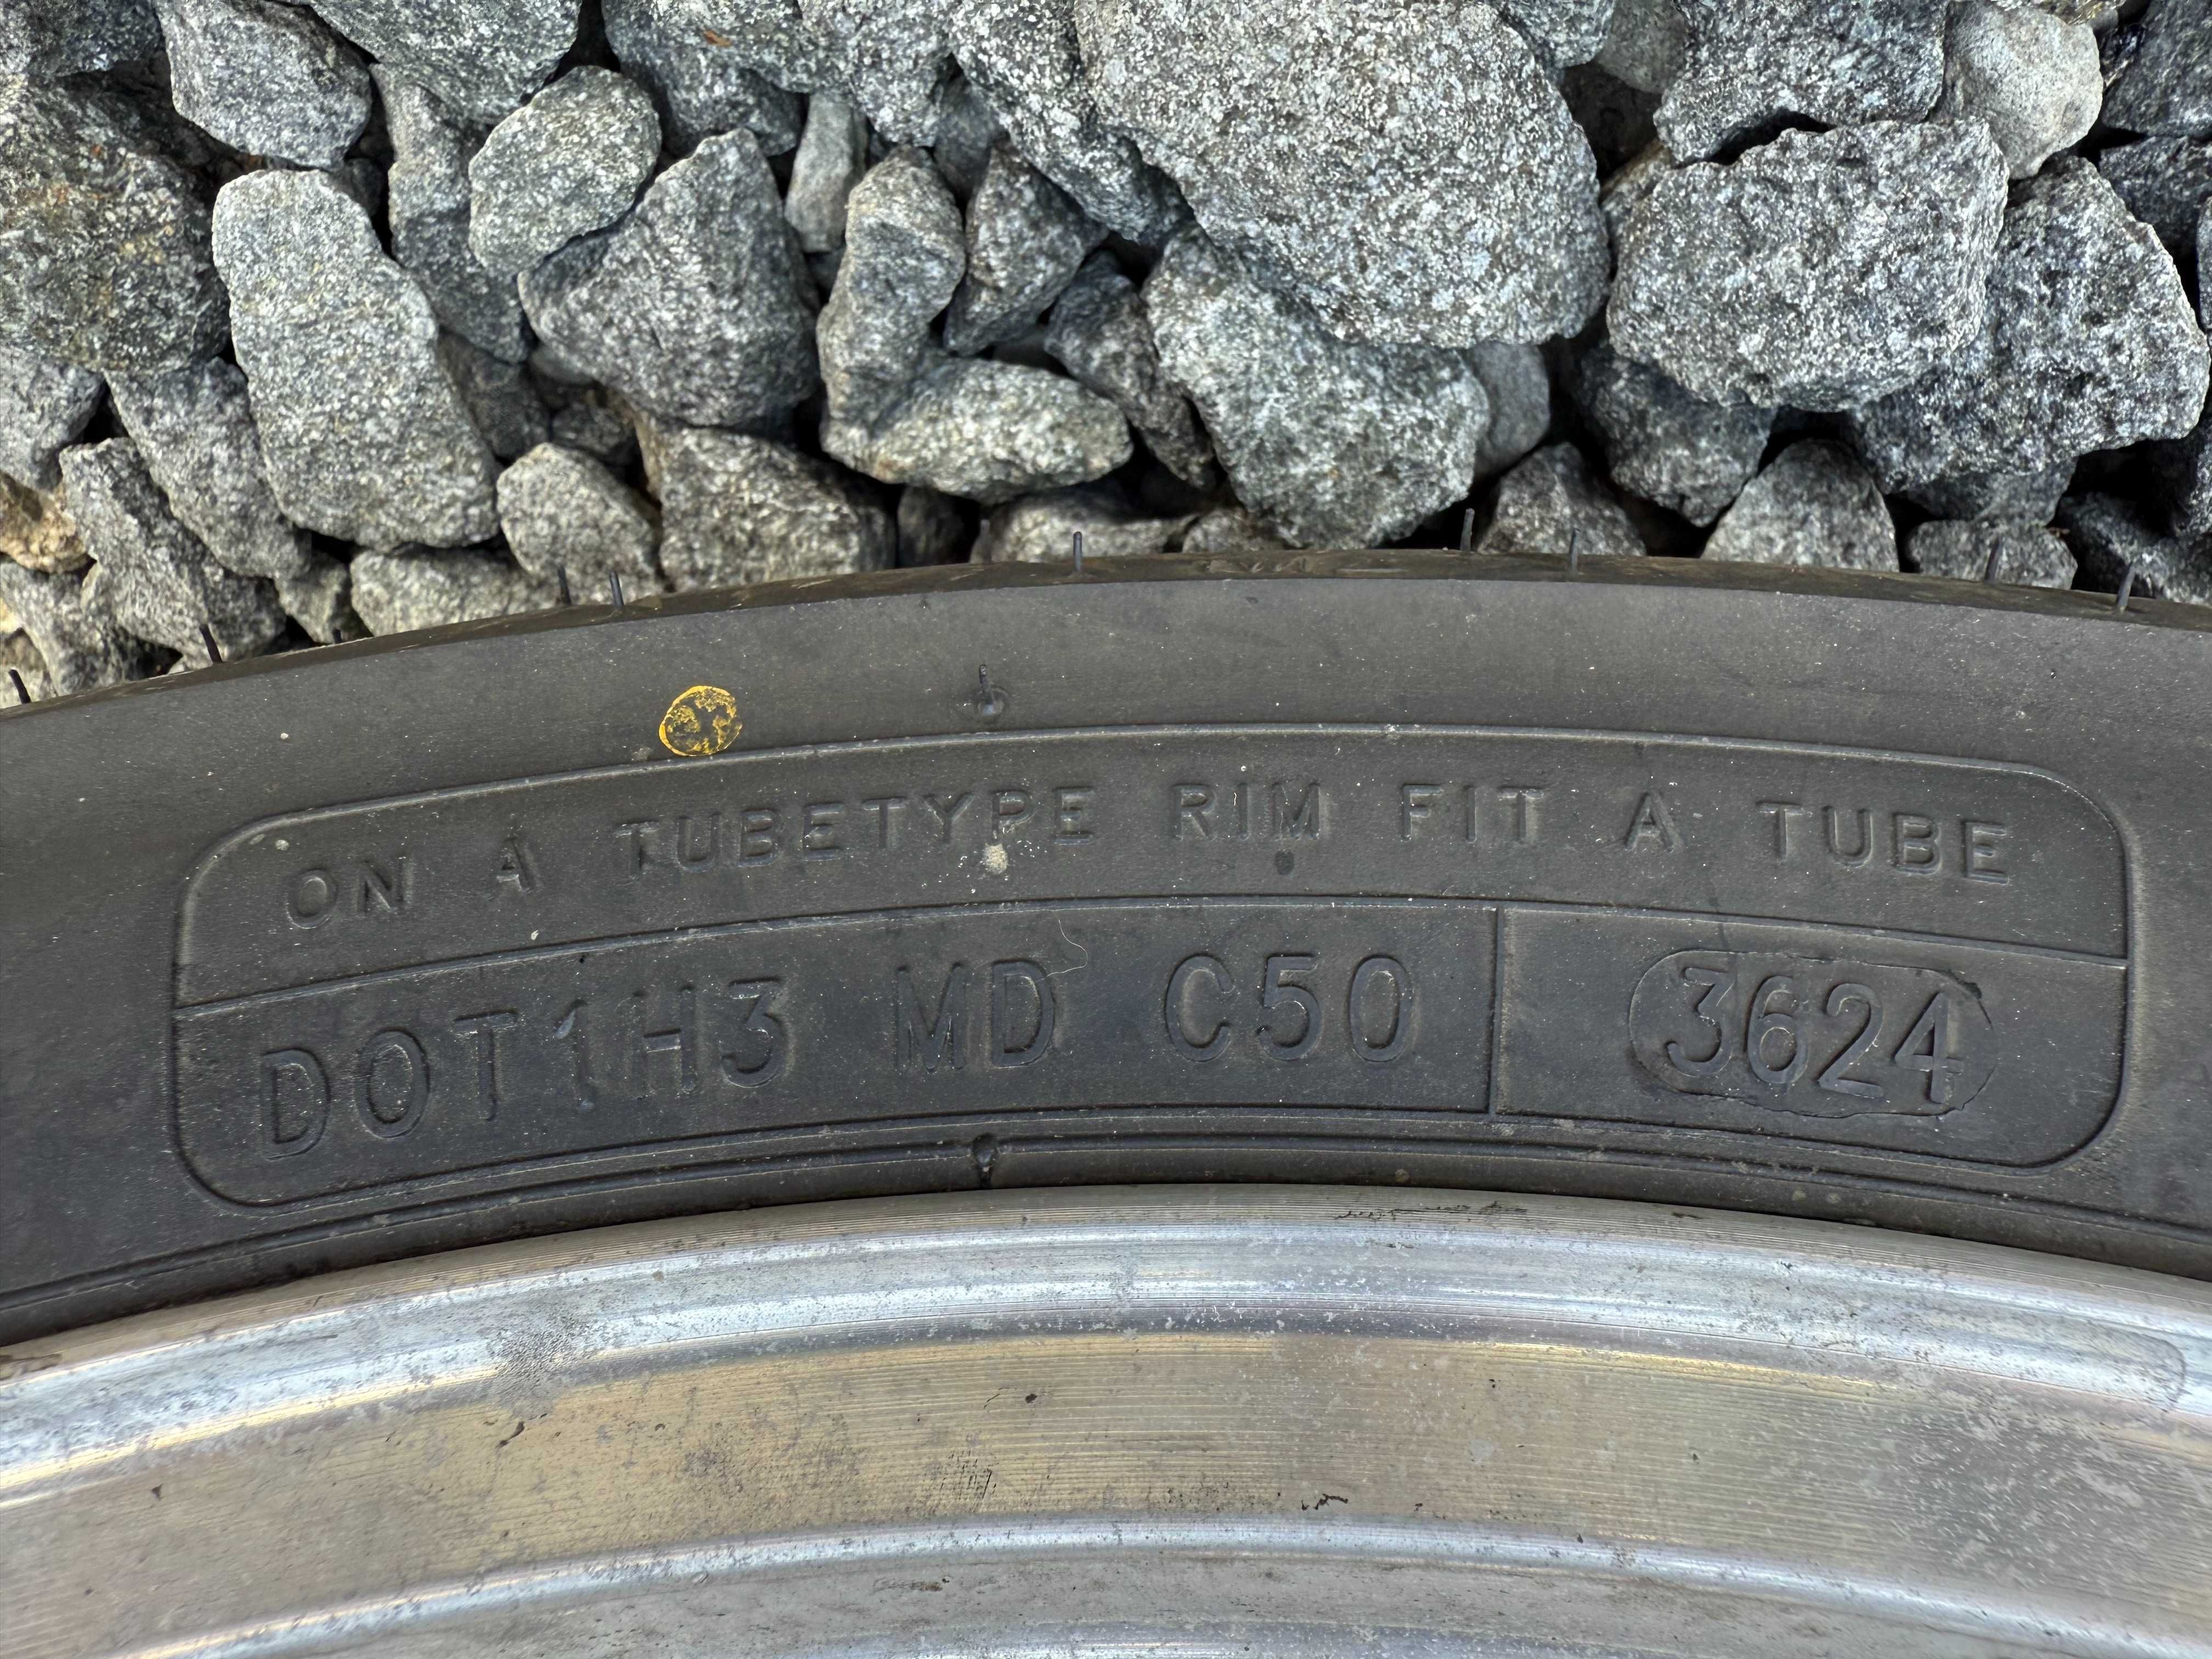 ON A TUBETYPE RIM FIT A TUBE
DOT1H3 MD C50 3624